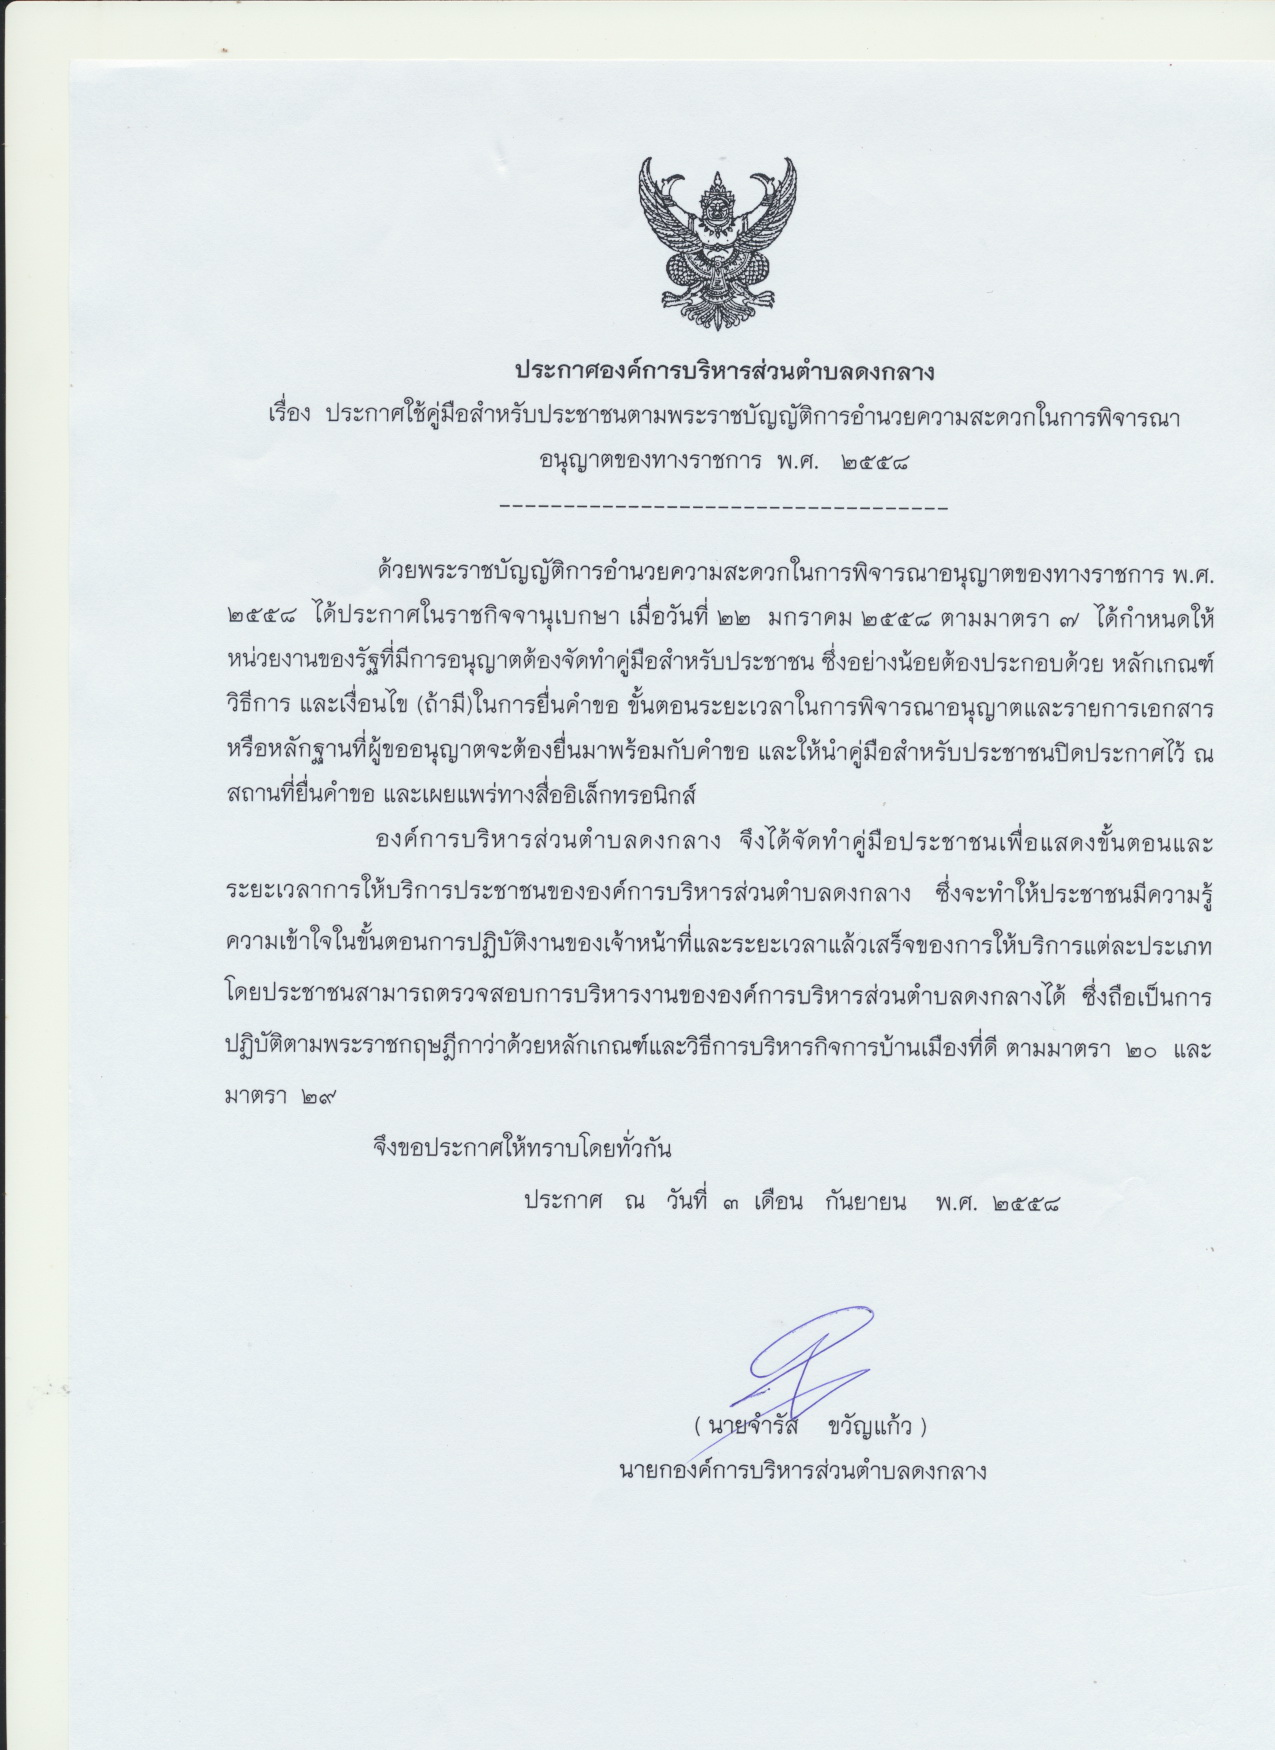 ประกาศองค์การบริหารส่วนตำบลดงกลาง
เรื่อง ประกาศใช้คู่มือสำหรับประชาชนตามพระราชบัญญัติการอำนวยความสะดวกในการพิจารณา
อนุญาตของทางราชการ พ.ศ. ๒๕๕๘
-----------------------------------
ด้วยพระราชบัญญัติการอำนวยความสะดวกในการพิจารณาอนุญาตของทางราชการ พ.ศ.
๒๕๕๘ ได้ประกาศในราชกิจจานุเบกษา เมื่อวันที่ ๒๒ มกราคม ๒๕๕๘ ตามมาตรา ๗ ได้กำหนดให้
หน่วยงานของรัฐที่มีการอนุญาตต้องจัดทำคู่มือสำหรับประชาชน ซึ่งอย่างน้อยต้องประกอบด้วย หลักเกณฑ์
วิธีการ และเงื่อนไข (ถ้ามี)ในการยื่นคำขอ ขั้นตอนระยะเวลาในการพิจารณาอนุญาตและรายการเอกสาร
หรือหลักฐานที่ผู้ขออนุญาตจะต้องยื่นมาพร้อมกับคำขอ และให้นำคู่มือสำหรับประชาชนปิดประกาศไว้ ณ
สถานที่ยื่นคำขอ และเผยแพร่ทางสื่ออิเล็กทรอนิกส์
องค์การบริหารส่วนตำบลดงกลาง จึงได้จัดทำคู่มือประชาชนเพื่อแสดงขั้นตอนและ
ระยะเวลาการให้บริการประชาชนขององค์การบริหารส่วนตำบลดงกลาง ซึ่งจะทำให้ประชาชนมีความรู้
ความเข้าใจในขั้นตอนการปฏิบัติงานของเจ้าหน้าที่และระยะเวลาแล้วเสร็จของการให้บริการแต่ละประเภท
โดยประชาชนสามารถตรวจสอบการบริหารงานขององค์การบริหารส่วนตำบลดงกลางได้ ซึ่งถือเป็นการ
ปฏิบัติตามพระราชกฤษฎีกาว่าด้วยหลักเกณฑ์และวิธีการบริหารกิจการบ้านเมืองที่ดี ตามมาตรา ๒๐ และ
มาตรา ๒๙
จึงขอประกาศให้ทราบโดยทั่วกัน
ประกาศ ณ วันที่ ๓ เดือน กันยายน พ.ศ. ๒๕๕๘
( นายจำรัส ขวัญแก้ว )
นายกองค์การบริหารส่วนตำบลดงกลาง